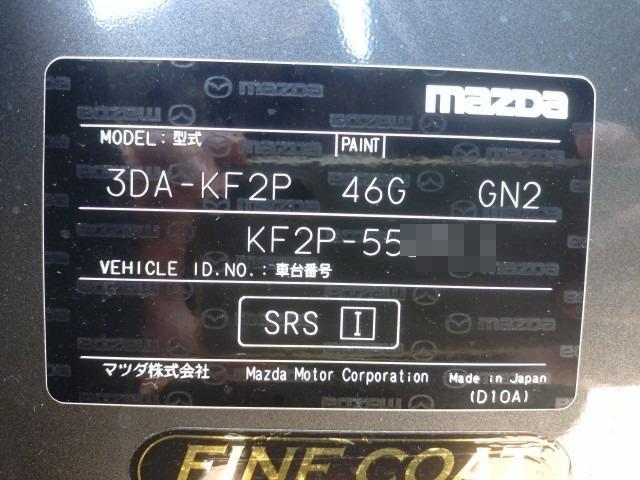 mazda
MODEL : 型式 PAINT
3DA-KF2P 46G GN2
KF2P-55
VEHICLE ID.NO. : 車台番号
SRS I
マツダ株式会社 Mazda Motor Corporation Made in Japan
(D10A)
FINE COAT